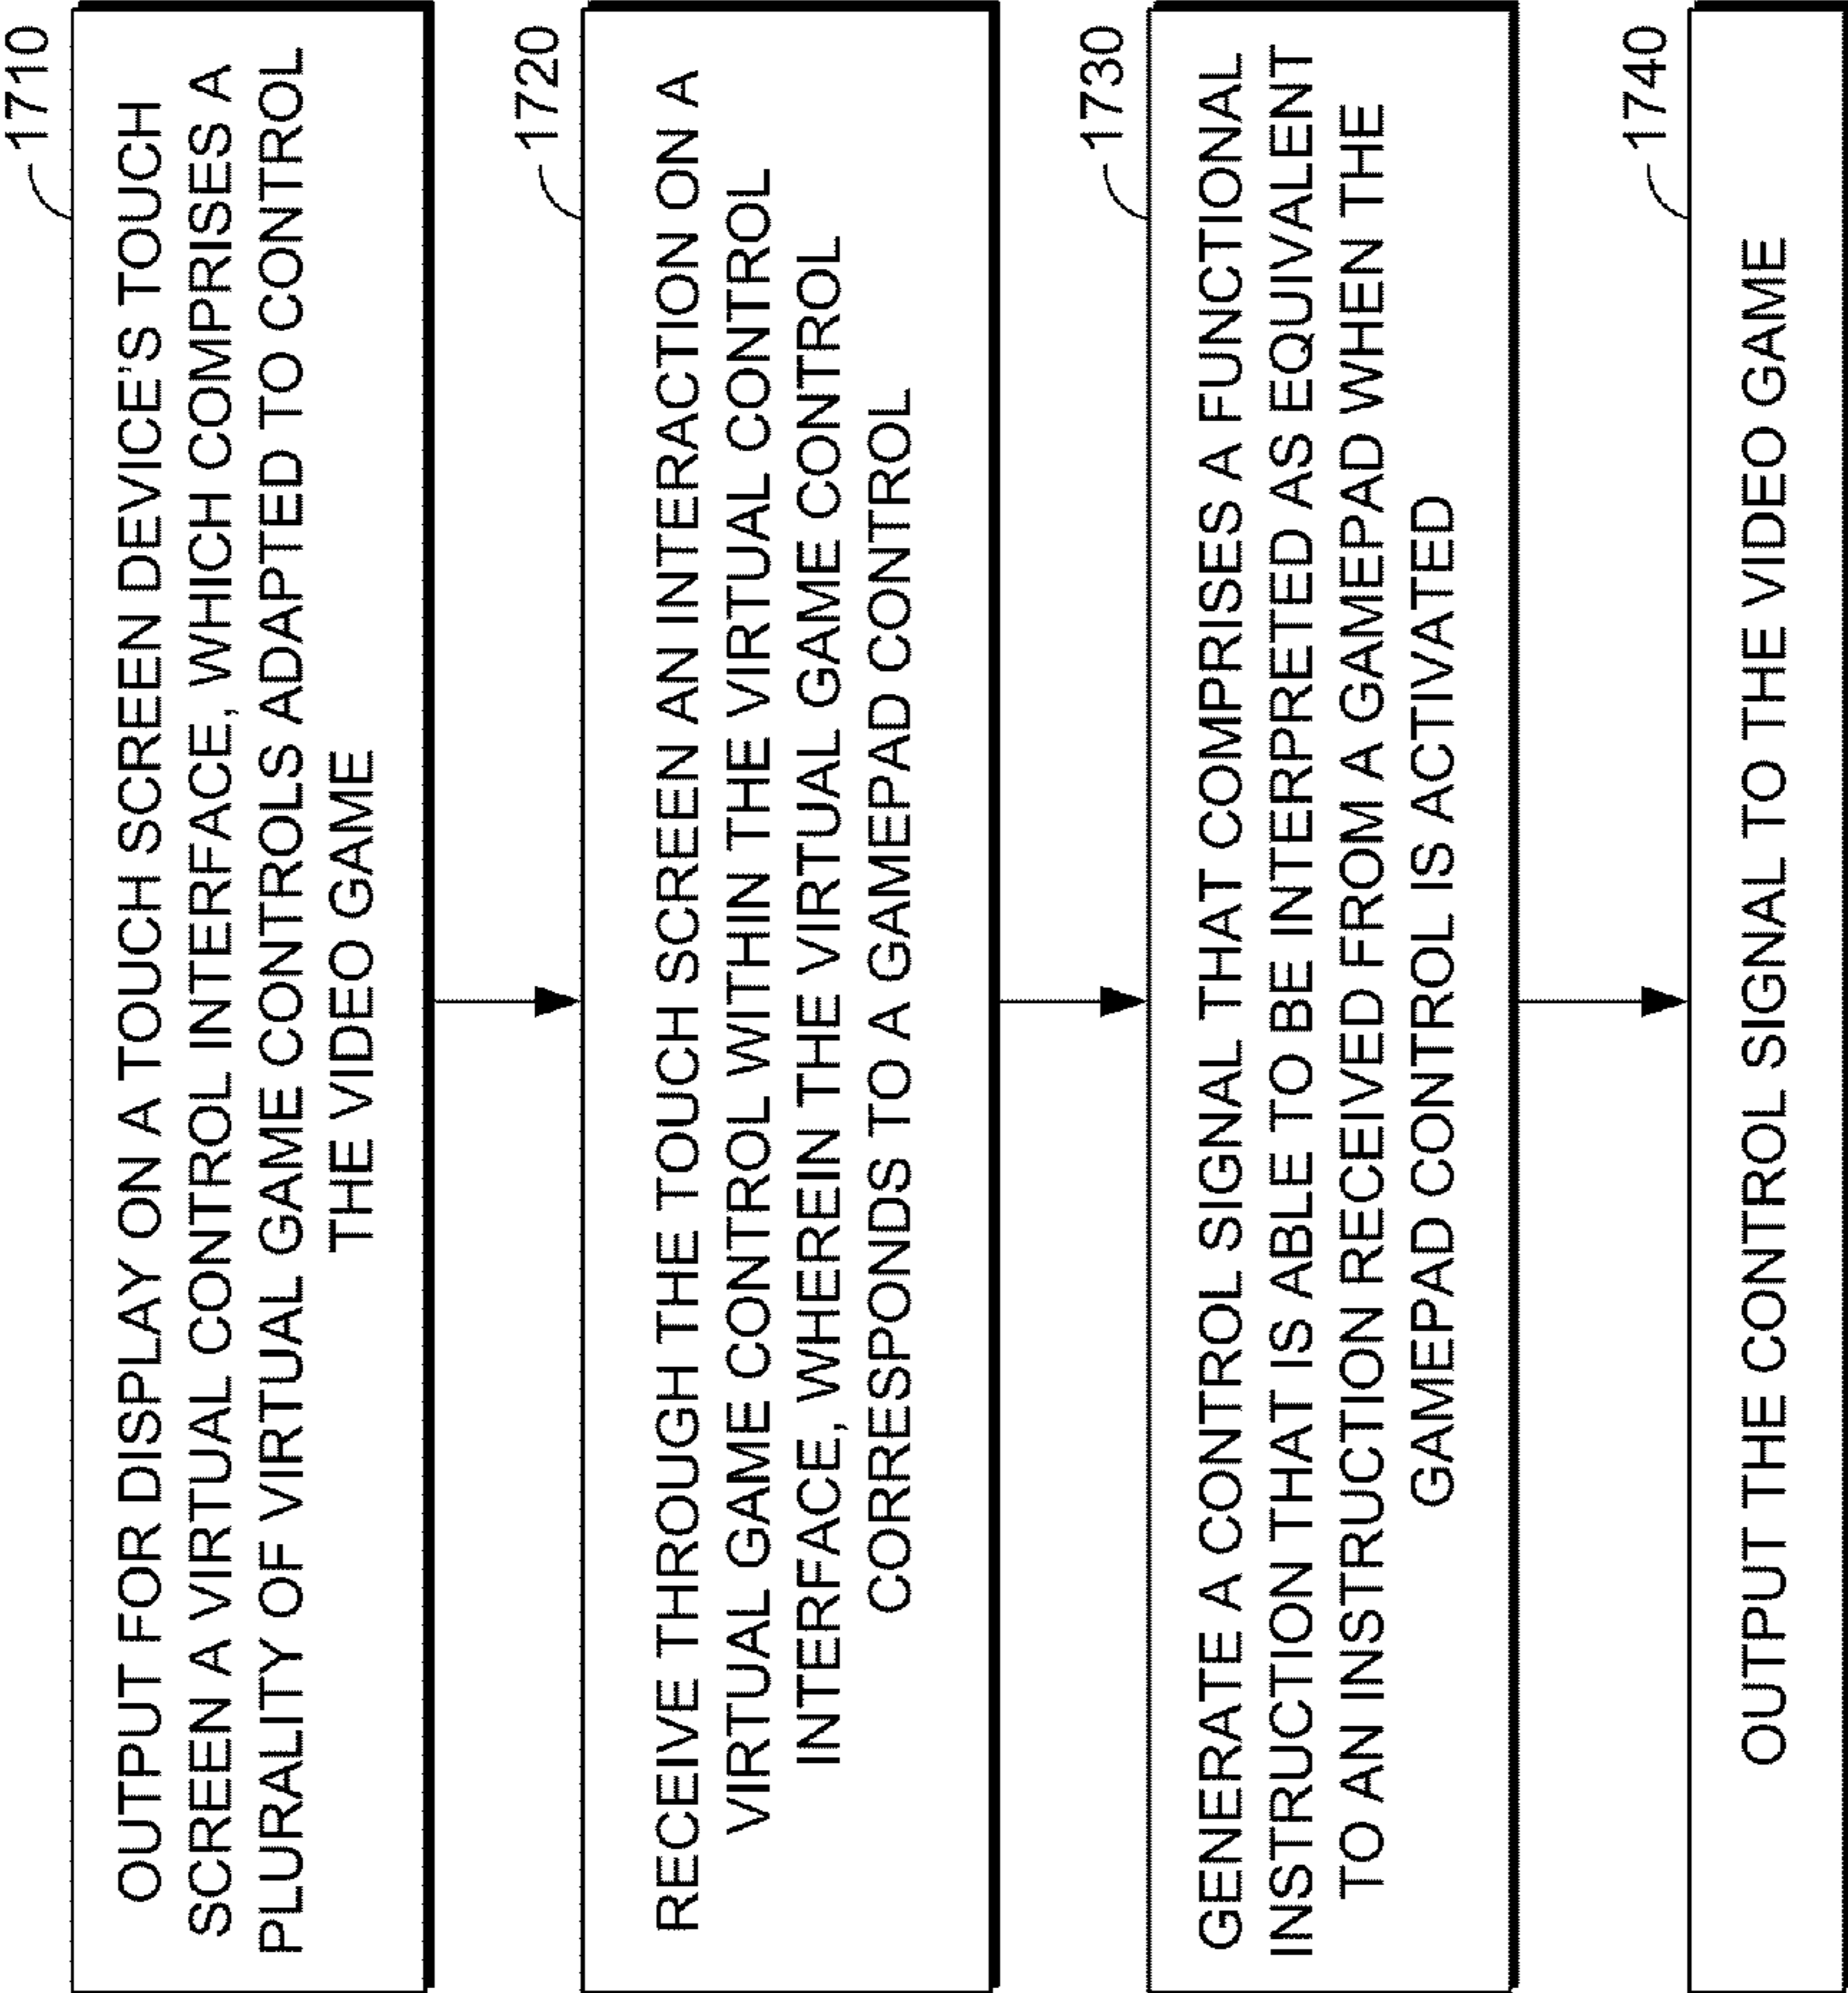 1710
OUTPUT FOR DISPLAY ON A TOUCH SCREEN DEVICE'S TOUCH
SCREEN A VIRTUAL CONTROL INTERFACE, WHICH COMPRISES A
PLURALITY OF VIRTUAL GAME CONTROLS ADAPTED TO CONTROL
THE VIDEO GAME
1720
RECEIVE THROUGH THE TOUCH SCREEN AN INTERACTION ON A
VIRTUAL GAME CONTROL WITHIN THE VIRTUAL CONTROL
INTERFACE, WHEREIN THE VIRTUAL GAME CONTROL
CORRESPONDS TO A GAMEPAD CONTROL
1730
GENERATE A CONTROL SIGNAL THAT COMPRISES A FUNCTIONAL
INSTRUCTION THAT IS ABLE TO BE INTERPRETED AS EQUIVALENT
TO AN INSTRUCTION RECEIVED FROM A GAMEPAD WHEN THE
GAMEPAD CONTROL IS ACTIVATED
1740
OUTPUT THE CONTROL SIGNAL TO THE VIDEO GAME